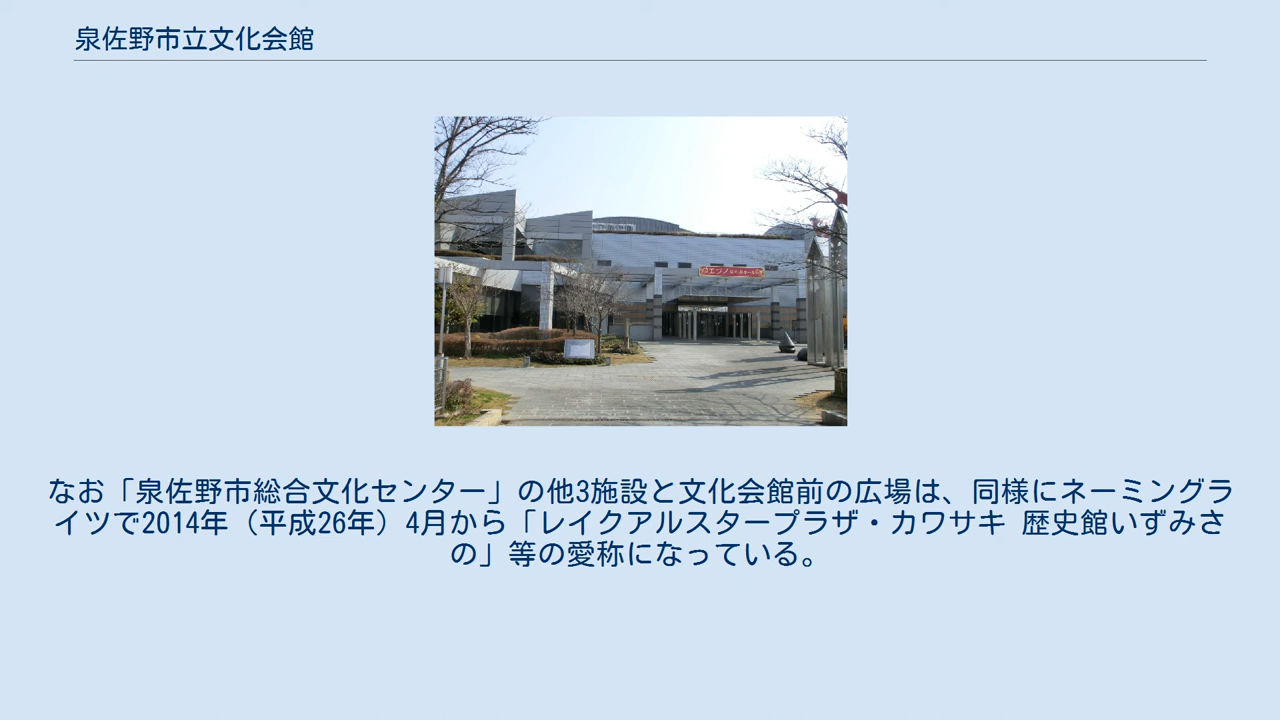 泉佐野市立文化会館
なお「泉佐野市総合文化センター」の他3施設と文化会館前の広場は、同様にネーミングラ
イツで2014年（平成26年）4月から「レイクアルスタープラザ・カワサキ 歴史館いずみさ
の」等の愛称になっている。